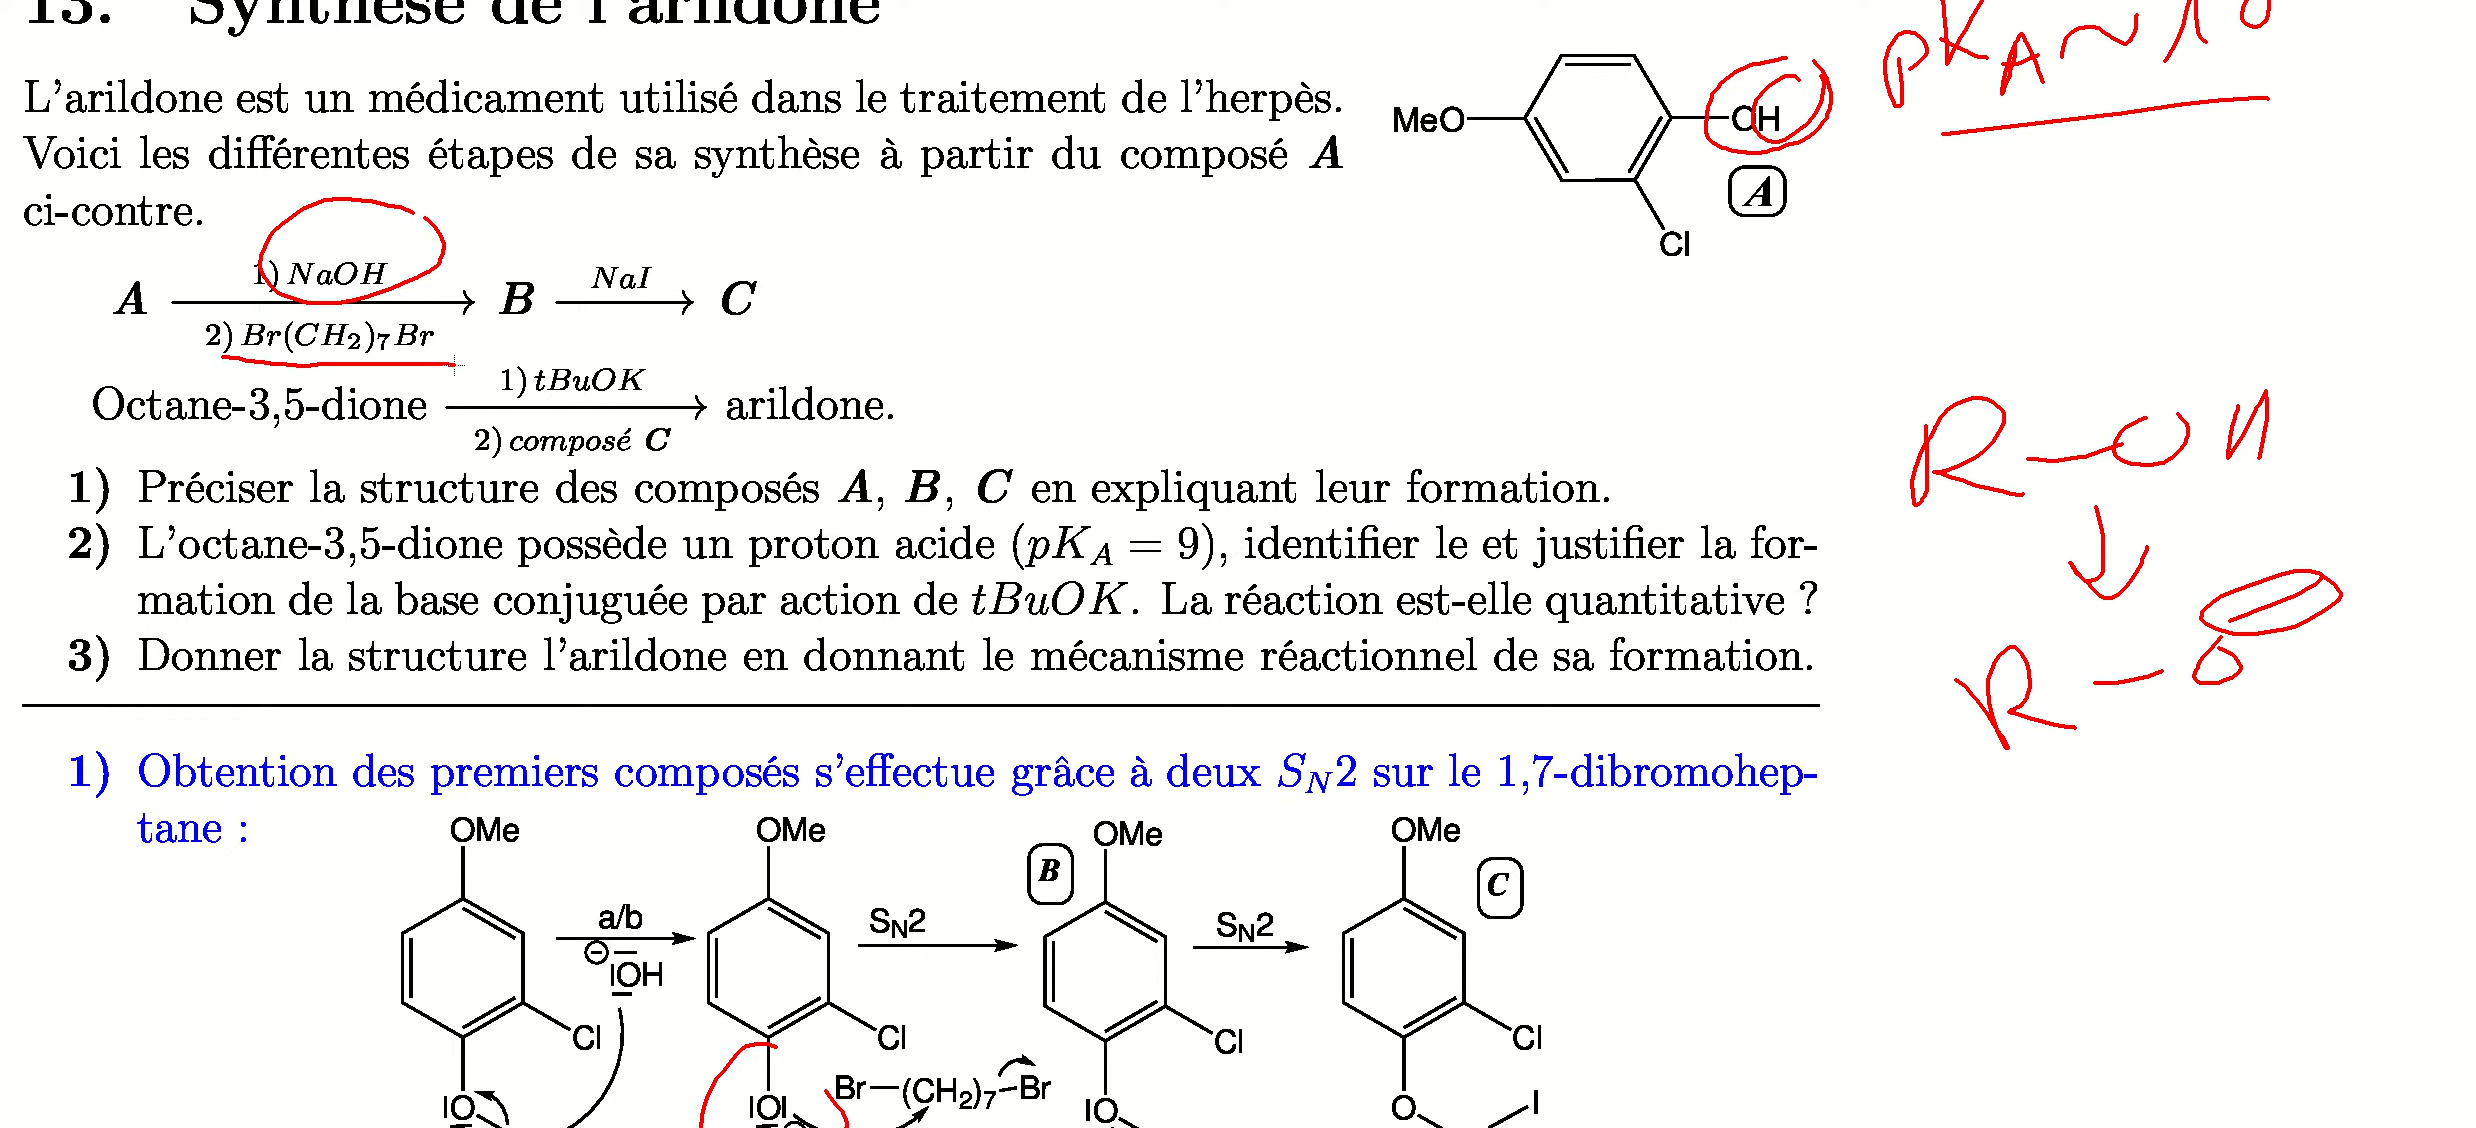 13. Synthèse de l'arildone
L'arildone est un médicament utilisé dans le traitement de l'herpès.
Voici les différentes étapes de sa synthèse à partir du composé A
ci-contre.
MeO
OH
A
Cl
pKA ~ 10
1) NaOH
A B NaI C
2) Br(CH2)7Br
1) tBuOK
Octane-3,5-dione arildone.
2) composé C
R-OH
R-O
1) Préciser la structure des composés A, B, C en expliquant leur formation.
2) L'octane-3,5-dione possède un proton acide (pKA = 9), identifier le et justifier la for-
mation de la base conjuguée par action de tBuOK. La réaction est-elle quantitative ?
3) Donner la structure l'arildone en donnant le mécanisme réactionnel de sa formation.
1) Obtention des premiers composés s'effectue grâce à deux SN2 sur le 1,7-dibromohep-
tane :
OMe OMe OMe OMe
B C
a/b SN2 SN2
⊖ |OH
Cl Cl Cl Cl
Br—(CH2)7—Br
|O |O| |O O I